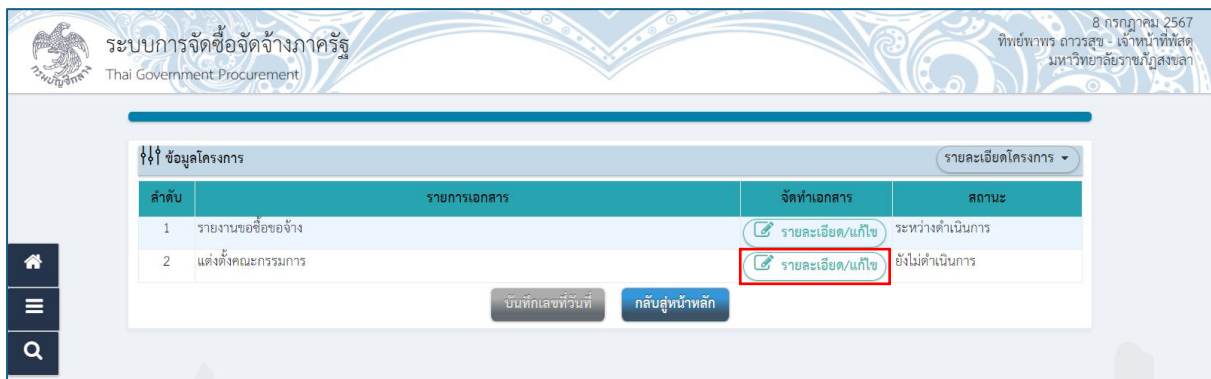 8 กรกฎาคม 2567
ระบบการจัดซื้อจัดจ้างภาครัฐ
ทิพย์พาพร ถาวรสุข - เจ้าหน้าที่พัสดุ
มหาวิทยาลัยราชภัฏสงขลา
Thai Government Procurement
กรมบัญชีกลาง
ข้อมูลโครงการ รายละเอียดโครงการ
ลำดับ รายการเอกสาร จัดทำเอกสาร สถานะ
1 รายงานขอซื้อขอจ้าง รายละเอียด/แก้ไข ระหว่างดำเนินการ
2 แต่งตั้งคณะกรรมการ รายละเอียด/แก้ไข ยังไม่ดำเนินการ
บันทึกเลขที่วันที่ กลับสู่หน้าหลัก